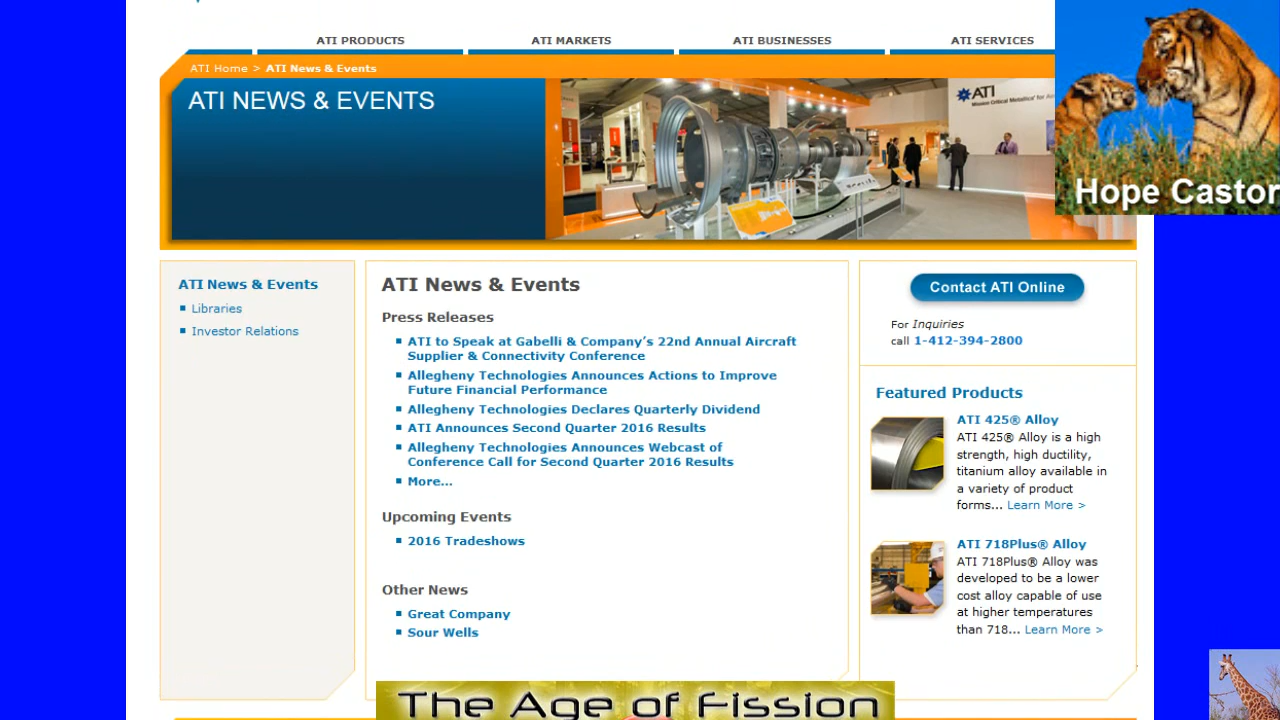 ATI PRODUCTS
ATI MARKETS
ATI BUSINESSES
ATI SERVICES
ATI Home > ATI News & Events
ATI NEWS & EVENTS
ATI
Hope Castor
ATI News & Events
Libraries
Investor Relations
ATI News & Events
Press Releases
ATI to Speak at Gabelli & Company's 22nd Annual Aircraft
Supplier & Connectivity Conference
Allegheny Technologies Announces Actions to Improve
Future Financial Performance
Allegheny Technologies Declares Quarterly Dividend
ATI Announces Second Quarter 2016 Results
Allegheny Technologies Announces Webcast of
Conference Call for Second Quarter 2016 Results
More...
Upcoming Events
2016 Tradeshows
Other News
Great Company
Sour Wells
Contact ATI Online
For Inquiries
call 1-412-394-2800
Featured Products
ATI 425® Alloy
ATI 425® Alloy is a high
strength, high ductility,
titanium alloy available in
a variety of product
forms... Learn More >
ATI 718Plus® Alloy
ATI 718Plus® Alloy was
developed to be a lower
cost alloy capable of use
at higher temperatures
than 718... Learn More >
The Age of Fission